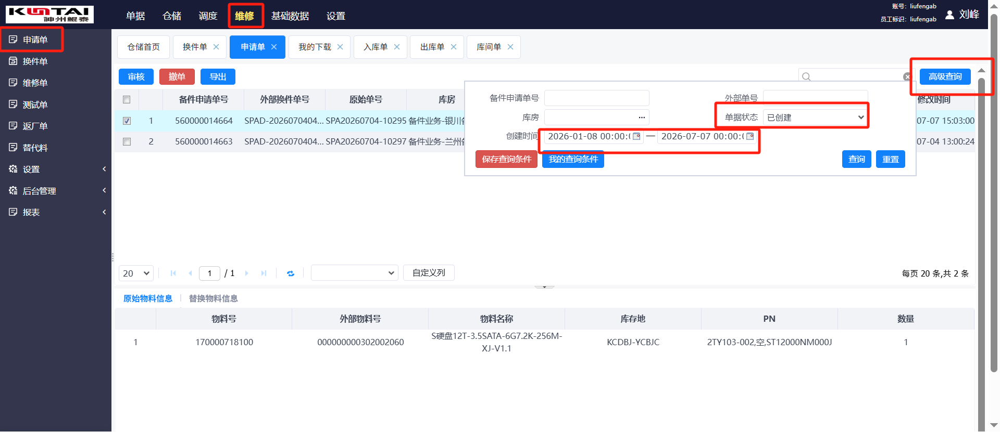 KUNTAI
神州鲲泰
单据 仓储 调度 维修 基础数据 设置
账号：liufengab
员工标识：liufengab
刘峰
申请单
换件单
维修单
测试单
返厂单
替代料
设置
后台管理
报表
仓储首页 换件单 申请单 我的下载 入库单 出库单 库间单
审核 撤单 导出 高级查询
备件申请单号 外部换件单号 原始单号 库房 修改时间
1 560000014664 SPAD-2026070404... SPA20260704-10295 备件业务-银川 07-07 15:03:00
2 560000014663 SPAD-2026070404... SPA20260704-10297 备件业务-兰州 07-04 13:00:24
备件申请单号 外部单号
库房 ... 单据状态 已创建
创建时间 2026-01-08 00:00:( — 2026-07-07 00:00:(
保存查询条件 我的查询条件 查询 重置
20 1 / 1 自定义列 每页 20 条,共 2 条
原始物料信息 替换物料信息
物料号 外部物料号 物料名称 库存地 PN 数量
1 170000718100 000000000302002060 S硬盘12T-3.5SATA-6G7.2K-256M-XJ-V1.1 KCDBJ-YCBJC 2TY103-002,空,ST12000NM000J 1